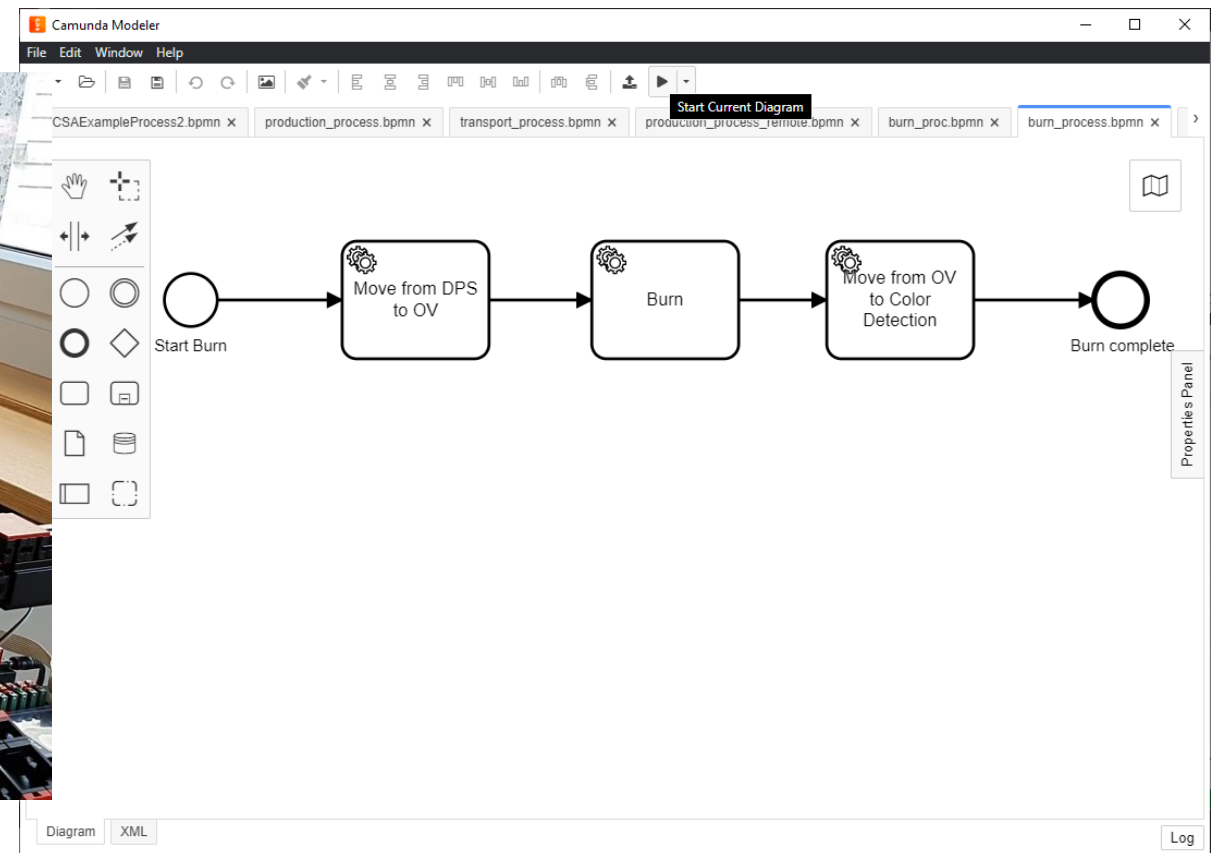 Camunda Modeler
File Edit Window Help
Start Current Diagram
CSAExampleProcess2.bpmn production_process.bpmn transport_process.bpmn production_process_remote.bpmn burn_proc.bpmn burn_process.bpmn
Move from DPS
to OV
Burn
Move from OV
to Color
Detection
Start Burn
Burn complete
Properties Panel
Diagram XML
Log